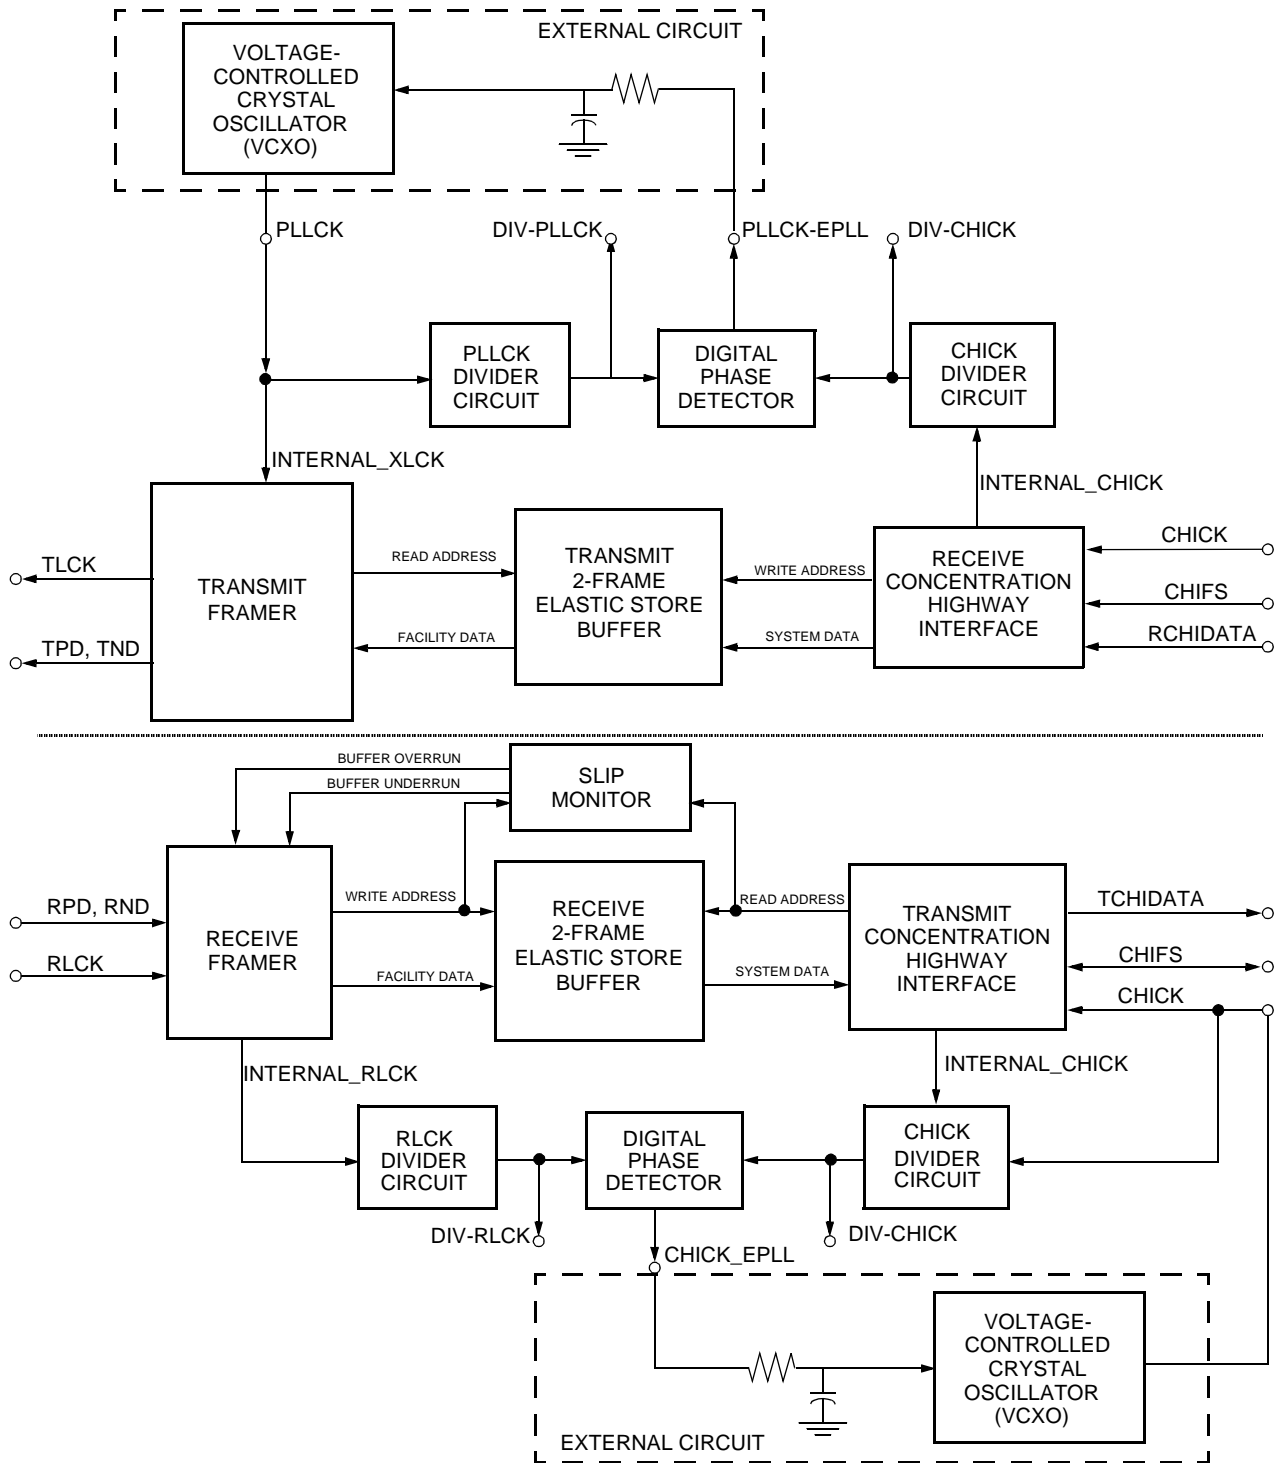 EXTERNAL CIRCUIT
VOLTAGE-
CONTROLLED
CRYSTAL
OSCILLATOR
(VCXO)
PLLCK
DIV-PLLCK
PLLCK-EPLL
DIV-CHICK
PLLCK
DIVIDER
CIRCUIT
DIGITAL
PHASE
DETECTOR
CHICK
DIVIDER
CIRCUIT
INTERNAL_XLCK
INTERNAL_CHICK
TLCK
TPD, TND
TRANSMIT
FRAMER
READ ADDRESS
FACILITY DATA
TRANSMIT
2-FRAME
ELASTIC STORE
BUFFER
WRITE ADDRESS
SYSTEM DATA
RECEIVE
CONCENTRATION
HIGHWAY
INTERFACE
CHICK
CHIFS
RCHIDATA
BUFFER OVERRUN
BUFFER UNDERRUN
SLIP
MONITOR
RPD, RND
RLCK
RECEIVE
FRAMER
WRITE ADDRESS
FACILITY DATA
RECEIVE
2-FRAME
ELASTIC STORE
BUFFER
READ ADDRESS
SYSTEM DATA
TRANSMIT
CONCENTRATION
HIGHWAY
INTERFACE
TCHIDATA
CHIFS
CHICK
INTERNAL_RLCK
INTERNAL_CHICK
RLCK
DIVIDER
CIRCUIT
DIGITAL
PHASE
DETECTOR
CHICK
DIVIDER
CIRCUIT
DIV-RLCK
CHICK_EPLL
DIV-CHICK
VOLTAGE-
CONTROLLED
CRYSTAL
OSCILLATOR
(VCXO)
EXTERNAL CIRCUIT